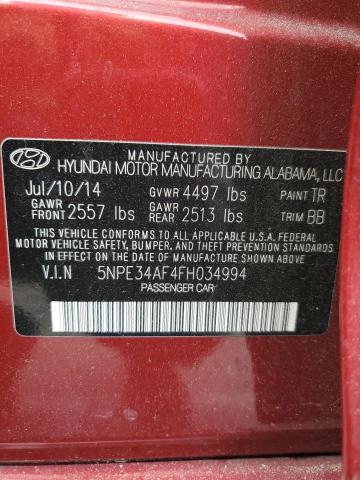 MANUFACTURED BY
HYUNDAI MOTOR MANUFACTURING ALABAMA, LLC
Jul/10/14 GVWR 4497 lbs PAINT TR
GAWR FRONT 2557 lbs GAWR REAR 2513 lbs TRIM BB
THIS VEHICLE CONFORMS TO ALL APPLICABLE U.S.A. FEDERAL
MOTOR VEHICLE SAFETY, BUMPER, AND THEFT PREVENTION STANDARDS
IN EFFECT ON THE DATE OF MANUFACTURE SHOWN ABOVE.
V.I.N 5NPE34AF4FH034994
PASSENGER CAR